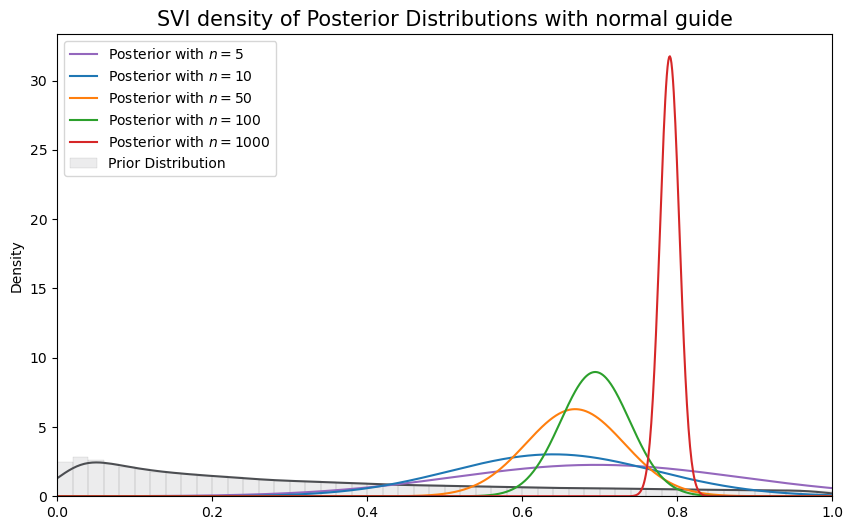 SVI density of Posterior Distributions with normal guide
Posterior with n = 5
Posterior with n = 10
Posterior with n = 50
Posterior with n = 100
Posterior with n = 1000
Prior Distribution
Density
30
25
20
15
10
5
0
0.0 0.2 0.4 0.6 0.8 1.0